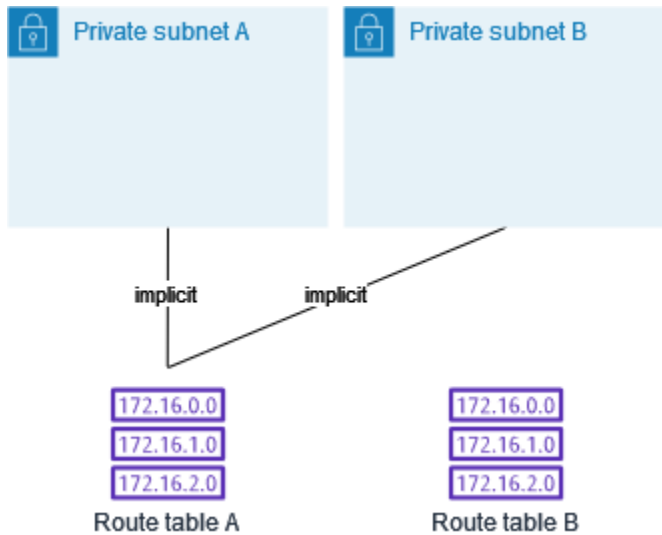 Private subnet A
Private subnet B
implicit
implicit
172.16.0.0
172.16.1.0
172.16.2.0
Route table A
172.16.0.0
172.16.1.0
172.16.2.0
Route table B